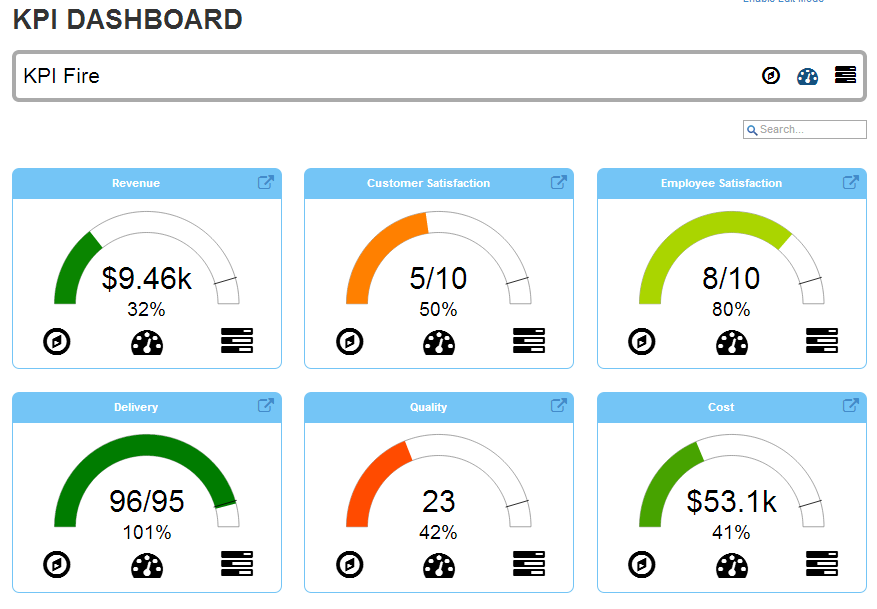 Enable Edit Mode
KPI DASHBOARD
KPI Fire
Search...
Revenue
$9.46k
32%
Customer Satisfaction
5/10
50%
Employee Satisfaction
8/10
80%
Delivery
96/95
101%
Quality
23
42%
Cost
$53.1k
41%